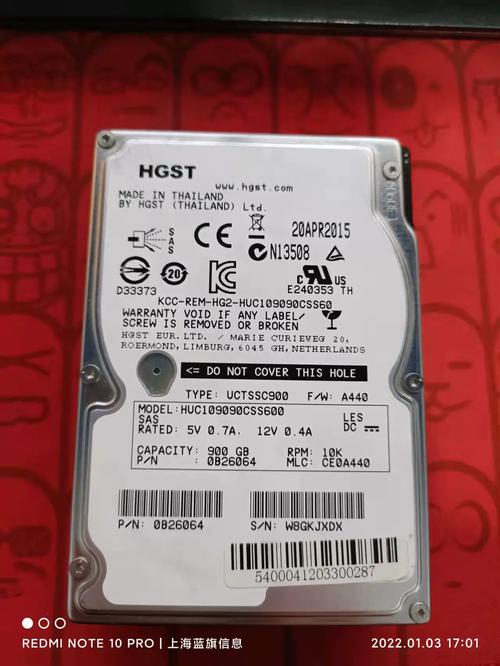 HGST
www.hgst.com
MADE IN THAILAND
BY HGST (THAILAND) Ltd.
20APR2015
SAS
N13508
D33373
20
US
E240353 TH
KCC-REM-HG2-HUC109090CSS60
WARRANTY VOID IF ANY LABEL/
SCREW IS REMOVED OR BROKEN
HGST EUR.LTD. / MARIE CURIEWEG 20,
ROERMOND, LIMBURG, 6045 GH, NETHERLANDS
<= DO NOT COVER THIS HOLE
TYPE: UCTSSC900 F/W: A440
MODEL:HUC109090CSS600
SAS
LES
RATED: 5V 0.7A, 12V 0.4A
DC
CAPACITY: 900 GB RPM: 10K
P/N : 0B26064 MLC: CE0A440
P/N: 0B26064 S/N: W8GKJXDX
5400041203300287
REDMI NOTE 10 PRO | 上海蓝旗信息 2022.01.03 17:01